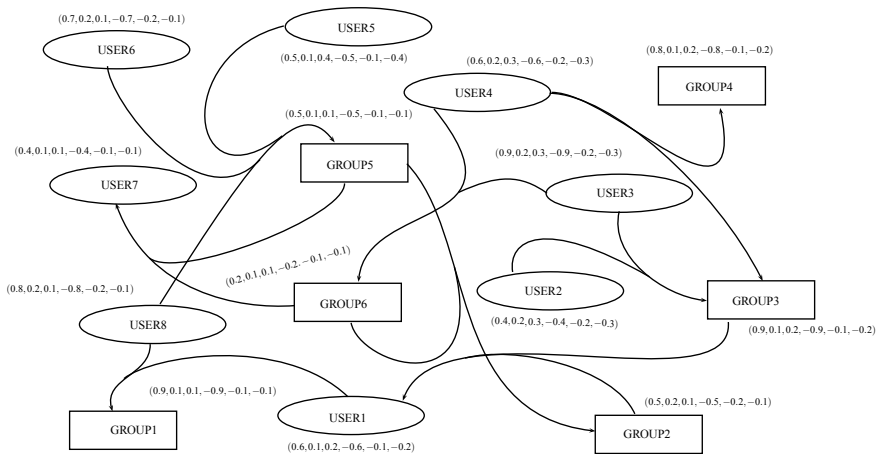 (0.7, 0.2, 0.1, −0.7, −0.2, −0.1)
USER6
USER5
(0.5, 0.1, 0.4, −0.5, −0.1, −0.4)
(0.6, 0.2, 0.3, −0.6, −0.2, −0.3)
USER4
(0.8, 0.1, 0.2, −0.8, −0.1, −0.2)
GROUP4
(0.5, 0.1, 0.1, −0.5, −0.1, −0.1)
GROUP5
(0.4, 0.1, 0.1, −0.4, −0.1, −0.1)
USER7
(0.9, 0.2, 0.3, −0.9, −0.2, −0.3)
USER3
(0.2, 0.1, 0.1, −0.2, −0.1, −0.1)
GROUP6
(0.8, 0.2, 0.1, −0.8, −0.2, −0.1)
USER8
USER2
(0.4, 0.2, 0.3, −0.4, −0.2, −0.3)
GROUP3
(0.9, 0.1, 0.2, −0.9, −0.1, −0.2)
(0.9, 0.1, 0.1, −0.9, −0.1, −0.1)
GROUP1
USER1
(0.6, 0.1, 0.2, −0.6, −0.1, −0.2)
(0.5, 0.2, 0.1, −0.5, −0.2, −0.1)
GROUP2